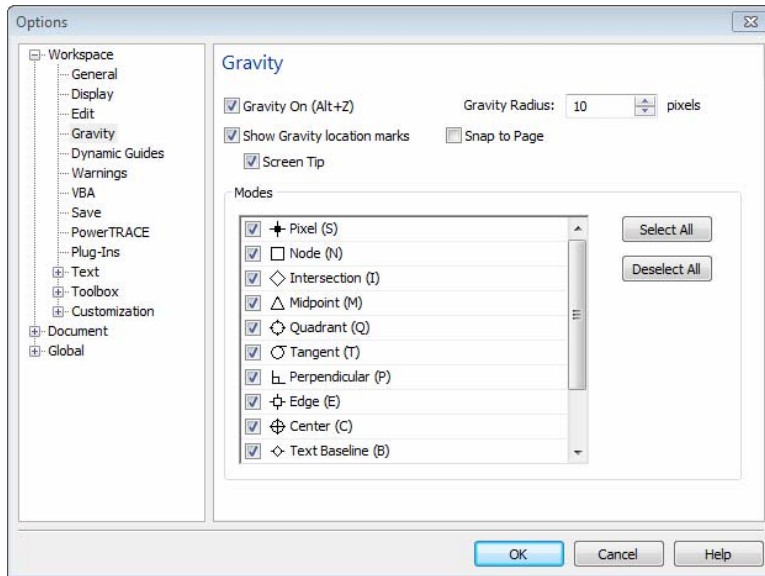 Options
Workspace
General
Display
Edit
Gravity
Dynamic Guides
Warnings
VBA
Save
PowerTRACE
Plug-Ins
Text
Toolbox
Customization
Document
Global
Gravity
Gravity On (Alt+Z)
Gravity Radius: 10 pixels
Show Gravity location marks
Snap to Page
Screen Tip
Modes
Pixel (S)
Node (N)
Intersection (I)
Midpoint (M)
Quadrant (Q)
Tangent (T)
Perpendicular (P)
Edge (E)
Center (C)
Text Baseline (B)
Select All
Deselect All
OK Cancel Help